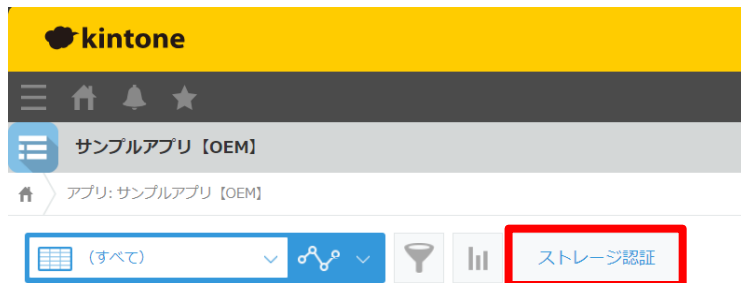 kintone
サンプルアプリ【OEM】
アプリ: サンプルアプリ【OEM】
(すべて)
ストレージ認証